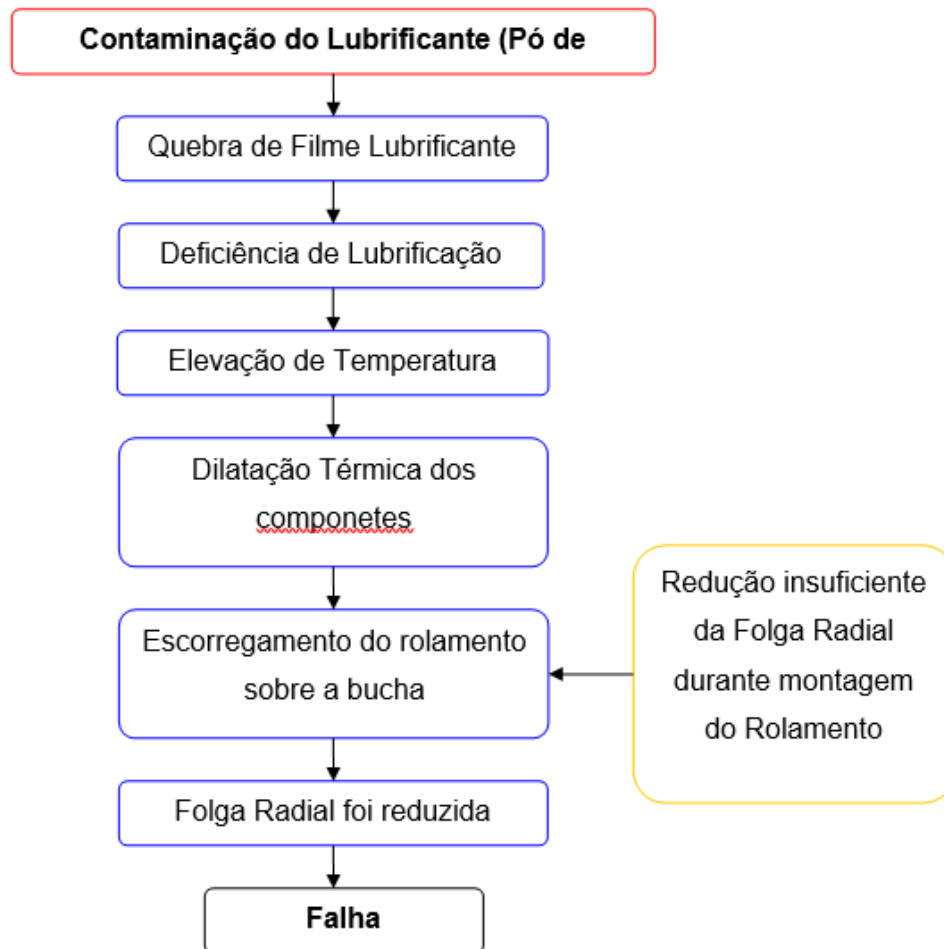 Contaminação do Lubrificante (Pó de
Quebra de Filme Lubrificante
Deficiência de Lubrificação
Elevação de Temperatura
Dilatação Térmica dos
componetes
Redução insuficiente
da Folga Radial
durante montagem
do Rolamento
Escorregamento do rolamento
sobre a bucha
Folga Radial foi reduzida
Falha